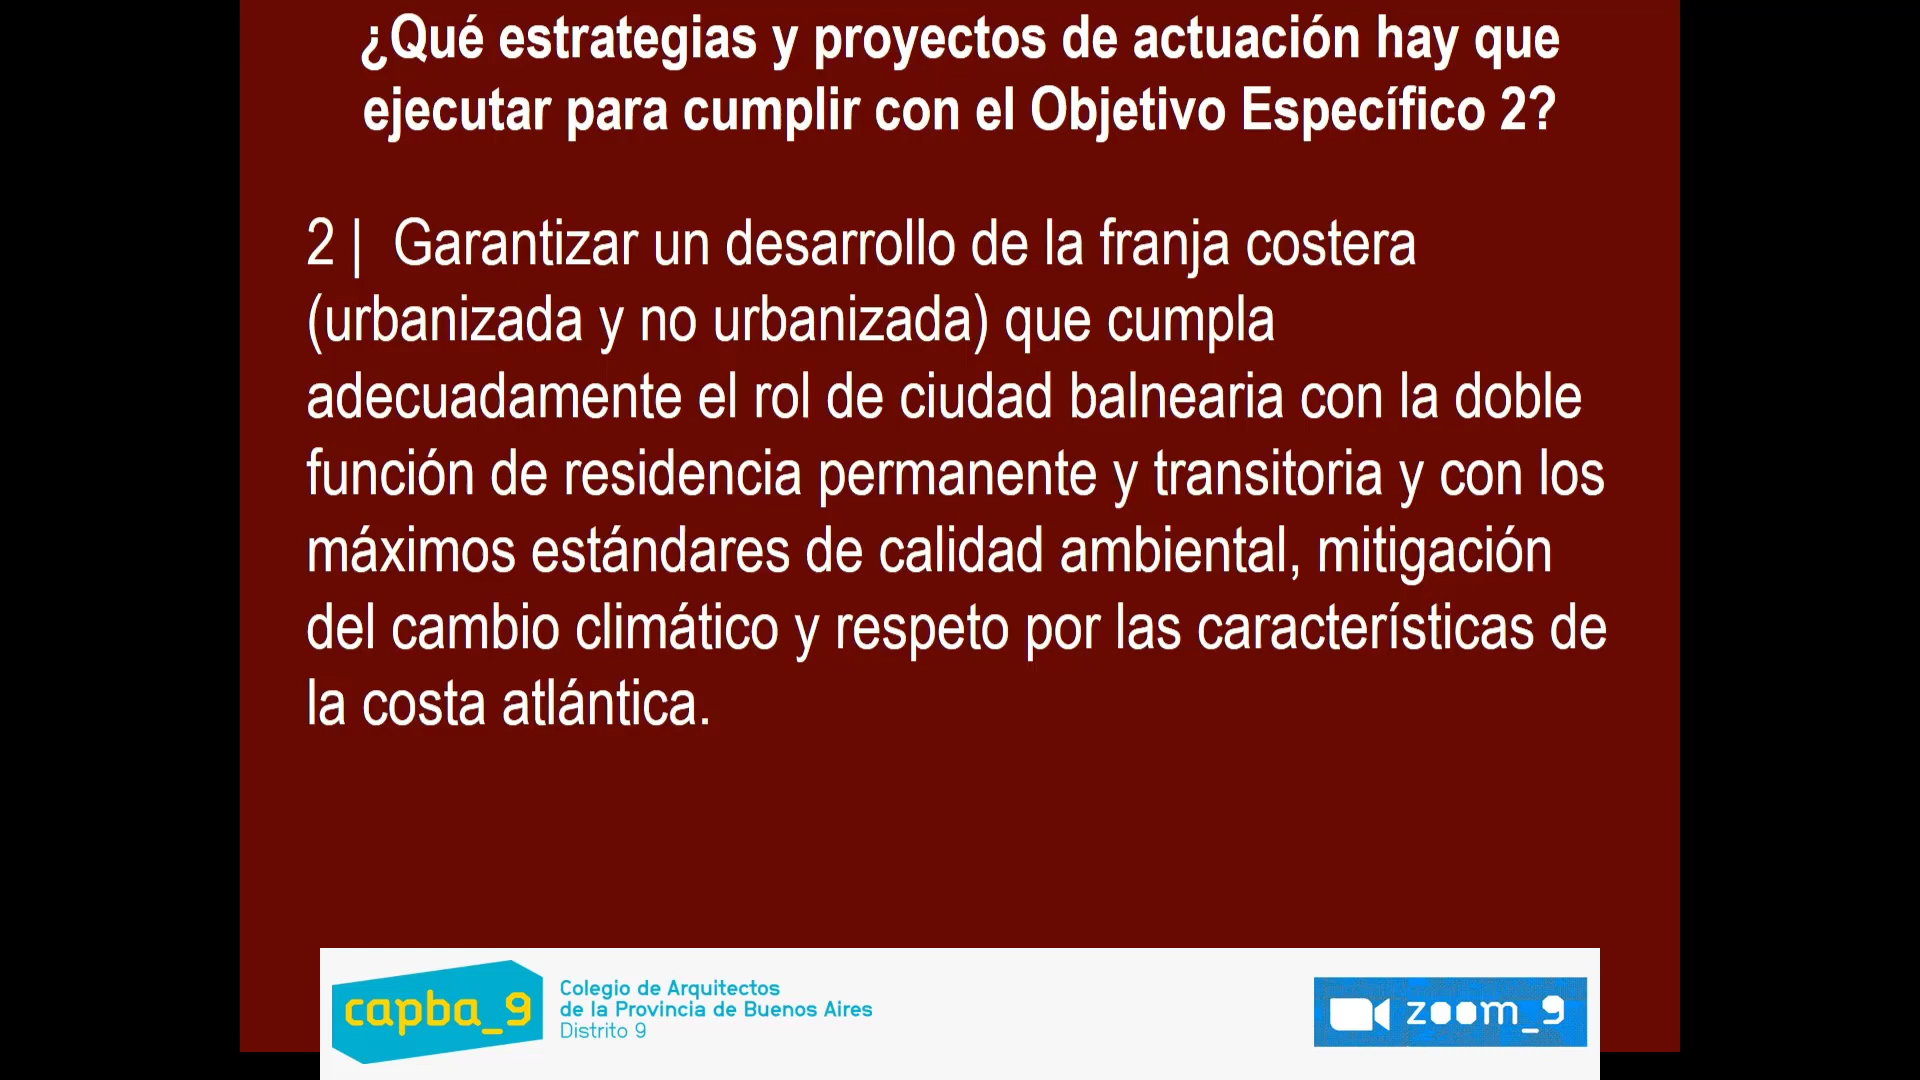 ¿Qué estrategias y proyectos de actuación hay que
ejecutar para cumplir con el Objetivo Específico 2?
2 | Garantizar un desarrollo de la franja costera
(urbanizada y no urbanizada) que cumpla
adecuadamente el rol de ciudad balnearia con la doble
función de residencia permanente y transitoria y con los
máximos estándares de calidad ambiental, mitigación
del cambio climático y respeto por las características de
la costa atlántica.
capba_9
Colegio de Arquitectos
de la Provincia de Buenos Aires
Distrito 9
zoom_9